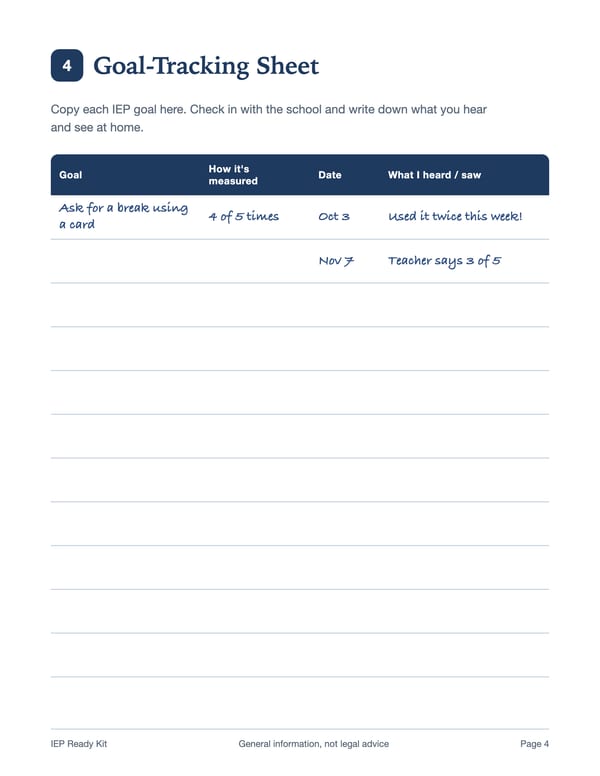 4 Goal-Tracking Sheet
Copy each IEP goal here. Check in with the school and write down what you hear
and see at home.
Goal How it's measured Date What I heard / saw
Ask for a break using a card 4 of 5 times Oct 3 Used it twice this week!
Nov 7 Teacher says 3 of 5
IEP Ready Kit General information, not legal advice Page 4